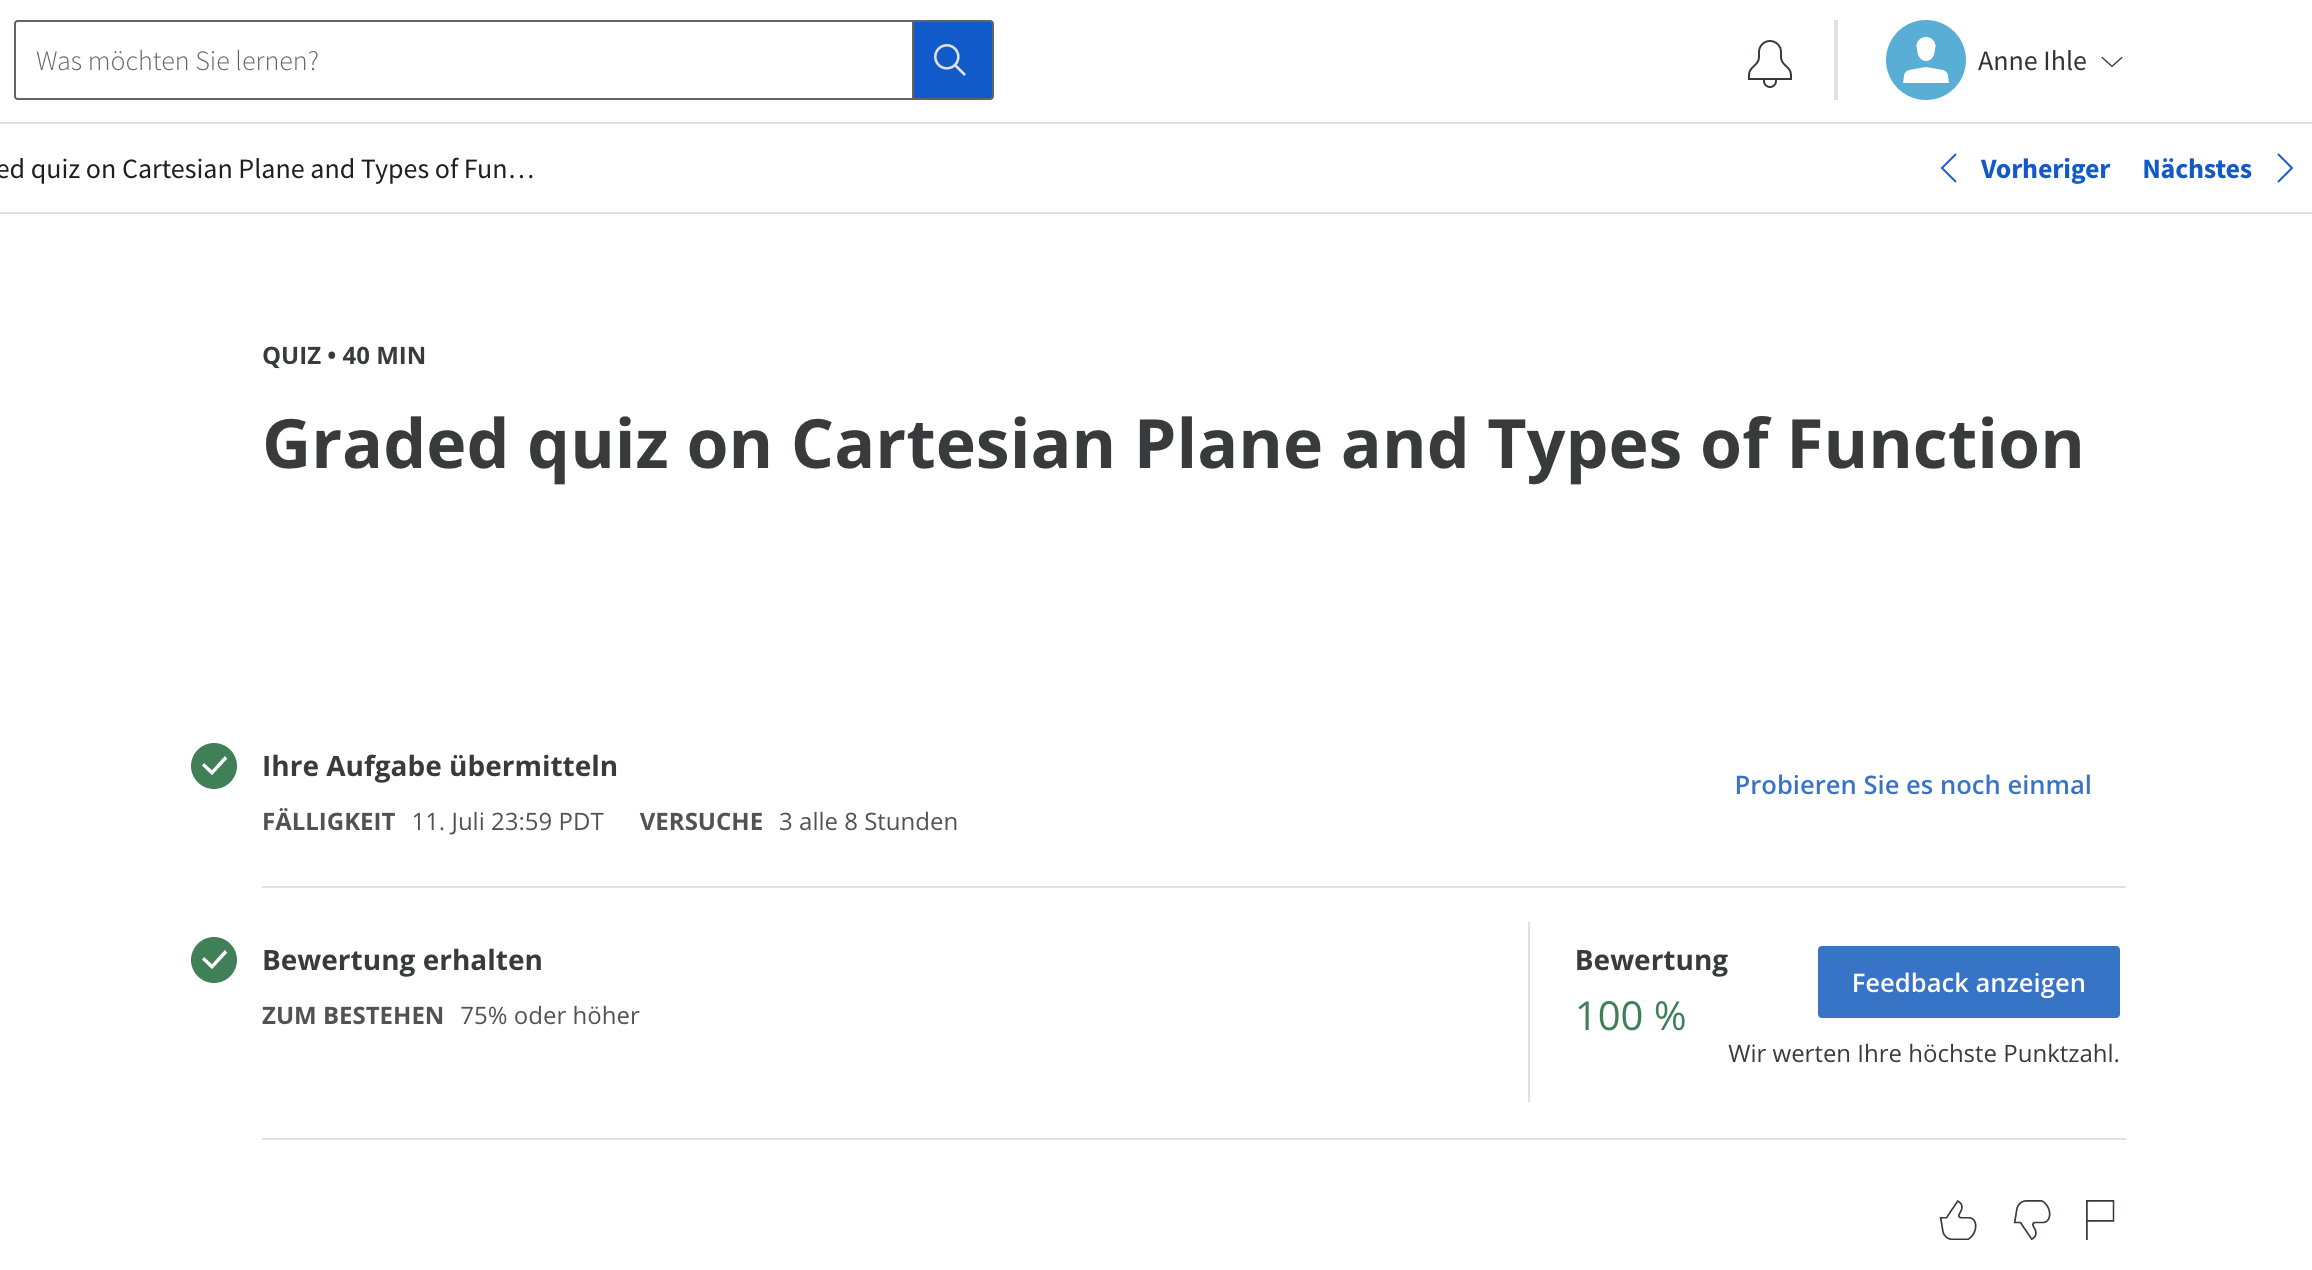 Was möchten Sie lernen?
Anne Ihle
ed quiz on Cartesian Plane and Types of Fun…
Vorheriger
Nächstes
QUIZ • 40 MIN
Graded quiz on Cartesian Plane and Types of Function
Ihre Aufgabe übermitteln
Probieren Sie es noch einmal
FÄLLIGKEIT 11. Juli 23:59 PDT VERSUCHE 3 alle 8 Stunden
Bewertung erhalten
ZUM BESTEHEN 75% oder höher
Bewertung
100 %
Feedback anzeigen
Wir werten Ihre höchste Punktzahl.